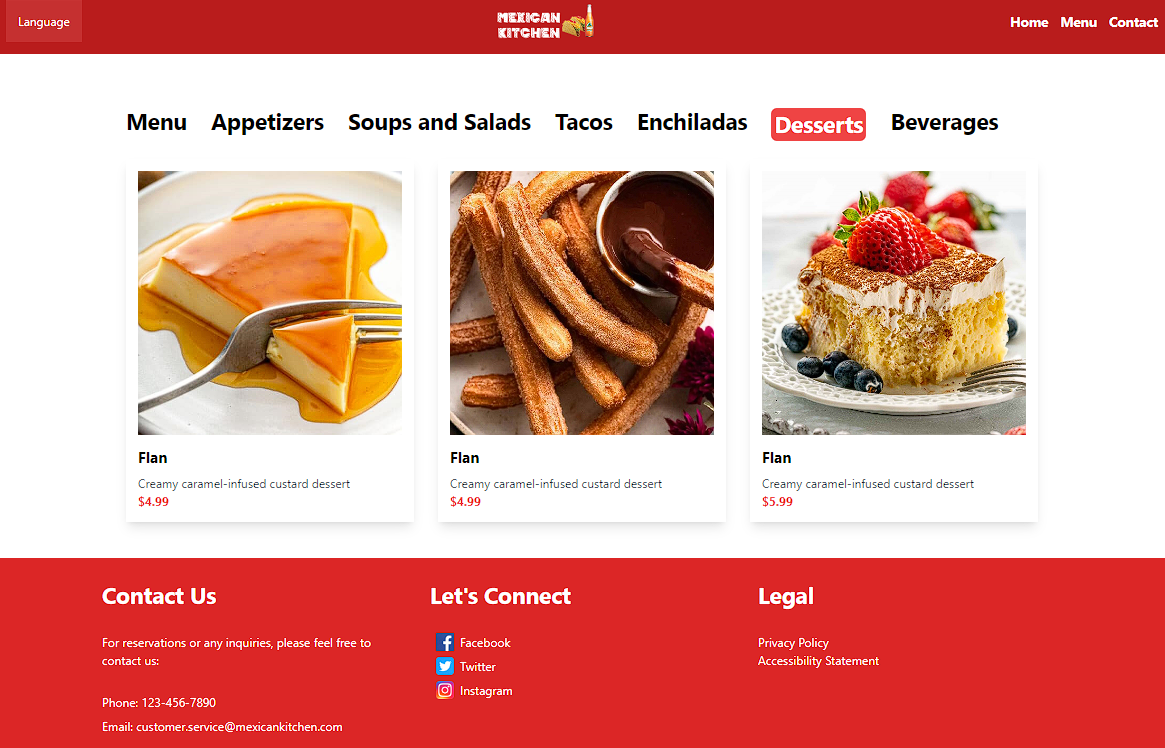 Language
MEXICAN
KITCHEN
Home Menu Contact
Menu Appetizers Soups and Salads Tacos Enchiladas Desserts Beverages
Flan
Creamy caramel-infused custard dessert
$4.99
Flan
Creamy caramel-infused custard dessert
$4.99
Flan
Creamy caramel-infused custard dessert
$5.99
Contact Us
For reservations or any inquiries, please feel free to
contact us:
Phone: 123-456-7890
Email: customer.service@mexicankitchen.com
Let's Connect
Facebook
Twitter
Instagram
Legal
Privacy Policy
Accessibility Statement